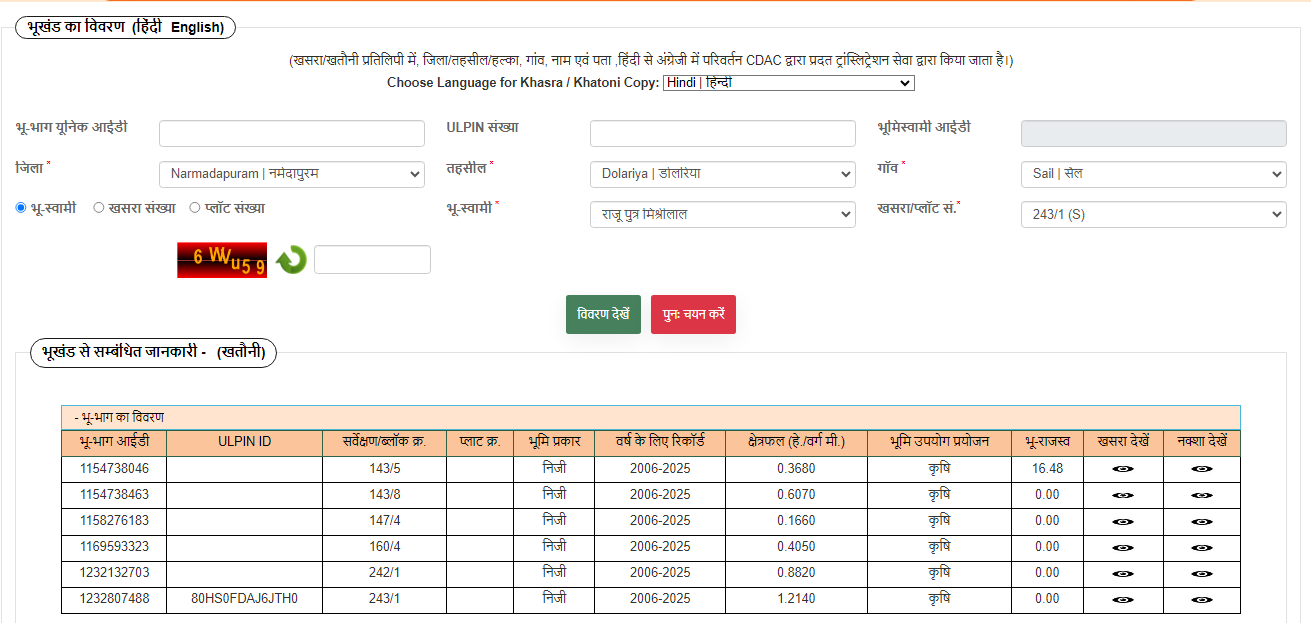 भूखंड का विवरण (हिंदी English)
(खसरा/खतौनी प्रतिलिपी में, जिला/तहसील/हल्का, गांव, नाम एवं पता ,हिंदी से अंग्रेजी में परिवर्तन CDAC द्वारा प्रदत ट्रांस्लिट्रेशन सेवा द्वारा किया जाता है।)
Choose Language for Khasra / Khatoni Copy: Hindi | हिन्दी
भू-भाग यूनिक आईडी ULPIN संख्या भूमिस्वामी आईडी
जिला * Narmadapuram | नर्मदापुरम तहसील * Dolariya | डोलरिया गाँव * Sail | सेल
भू-स्वामी खसरा संख्या प्लॉट संख्या भू-स्वामी * राजू पुत्र मिश्रीलाल खसरा/प्लॉट सं.* 243/1 (S)
6 W u 5 9
विवरण देखें पुनः चयन करें
भूखंड से सम्बंधित जानकारी - (खतौनी)
- भू-भाग का विवरण
भू-भाग आईडी ULPIN ID सर्वेक्षण/ब्लॉक क्र. प्लाट क्र. भूमि प्रकार वर्ष के लिए रिकॉर्ड क्षेत्रफल (हे./वर्ग मी.) भूमि उपयोग प्रयोजन भू-राजस्व खसरा देखें नक्शा देखें
1154738046 143/5 निजी 2006-2025 0.3680 कृषि 16.48
1154738463 143/8 निजी 2006-2025 0.6070 कृषि 0.00
1158276183 147/4 निजी 2006-2025 0.1660 कृषि 0.00
1169593323 160/4 निजी 2006-2025 0.4050 कृषि 0.00
1232132703 242/1 निजी 2006-2025 0.8820 कृषि 0.00
1232807488 80HS0FDAJ6JTH0 243/1 निजी 2006-2025 1.2140 कृषि 0.00